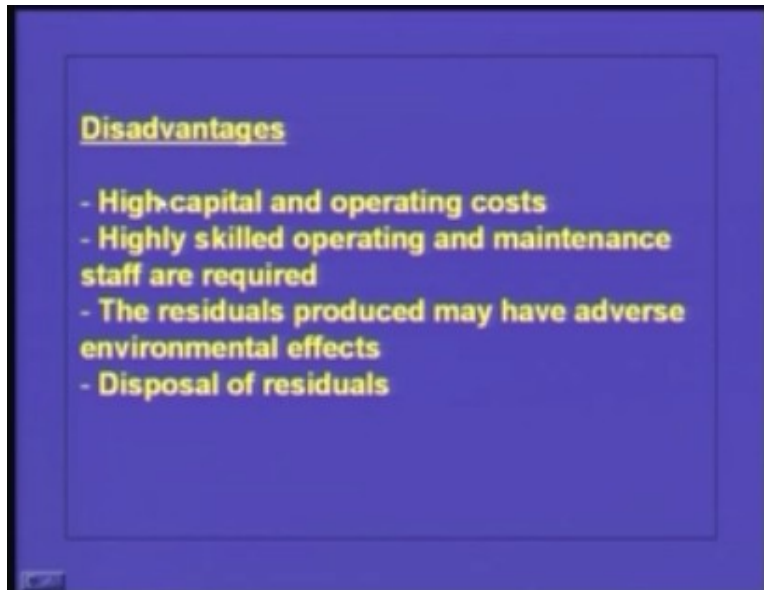 Disadvantages
- High capital and operating costs
- Highly skilled operating and maintenance
staff are required
- The residuals produced may have adverse
environmental effects
- Disposal of residuals